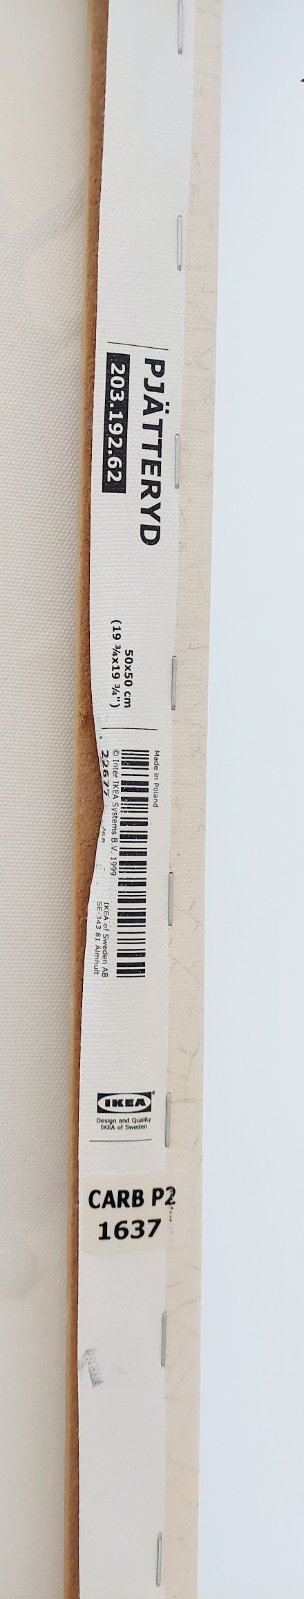 PJÄTTERYD
203.192.62
50x50 cm
(19 ¾x19 ¾")
Made in Poland
© Inter IKEA Systems B.V. 1999
22677
IKEA of Sweden AB
SE-343 81 Älmhult
IKEA®
Design and Quality
IKEA of Sweden
CARB P2
1637